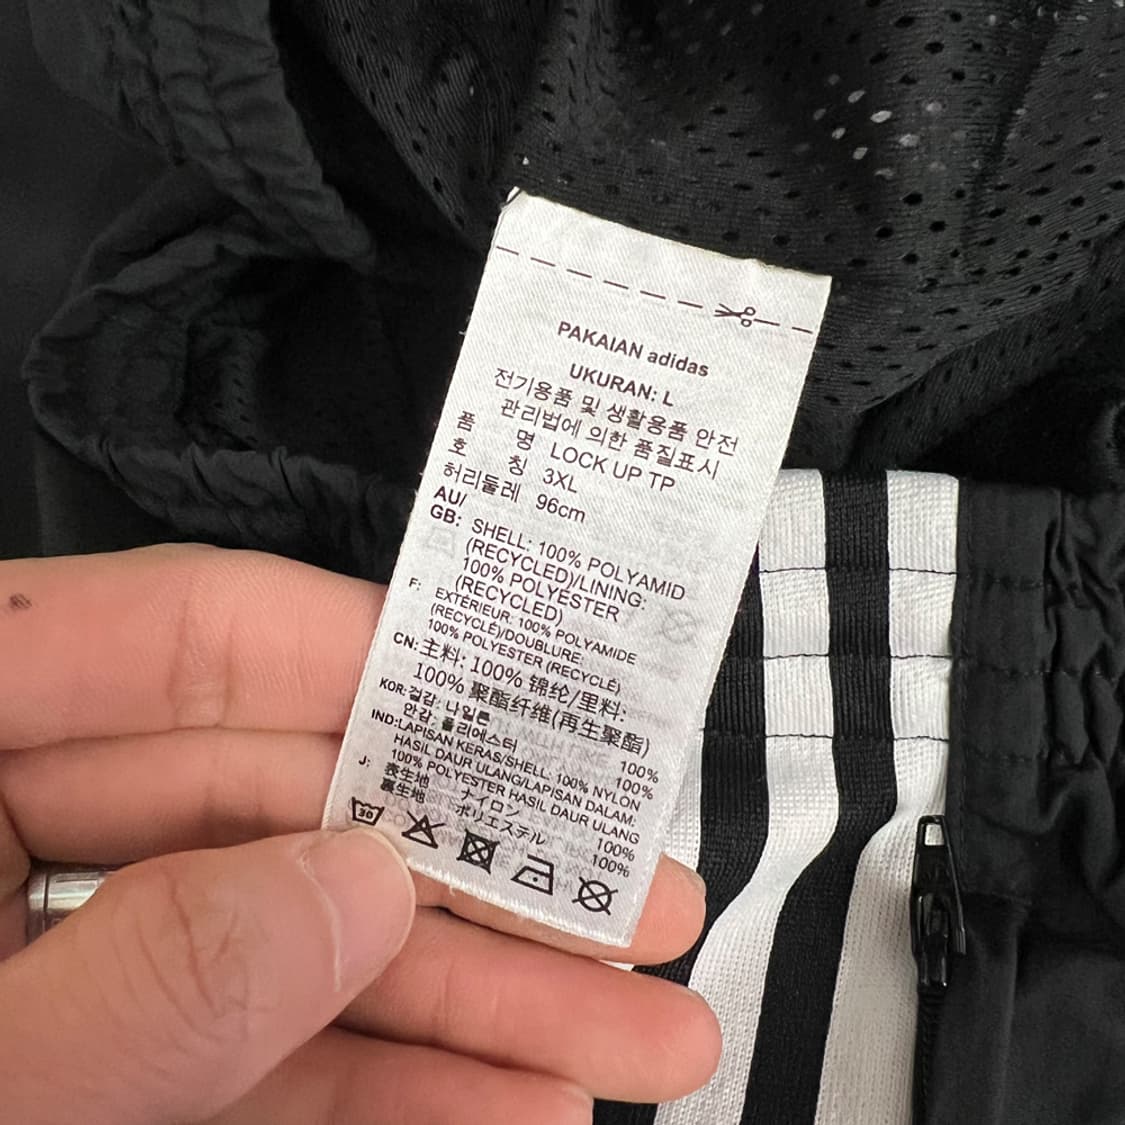 PAKAIAN adidas
UKURAN: L
전기용품 및 생활용품 안전
관리법에 의한 품질표시
품 명 LOCK UP TP
호 칭 3XL
허리둘레 96cm
AU/
GB: SHELL: 100% POLYAMID
(RECYCLED)/LINING:
100% POLYESTER
(RECYCLED)
F: EXTÉRIEUR: 100% POLYAMIDE
(RECYCLÉ)/DOUBLURE:
100% POLYESTER (RECYCLÉ)
CN: 主料: 100% 锦纶/里料:
100% 聚酯纤维(再生聚酯)
KOR: 겉감: 나일론 100%
안감: 폴리에스터 100%
IND: LAPISAN KERAS/SHELL: 100% NYLON
HASIL DAUR ULANG/LAPISAN DALAM:
100% POLYESTER HASIL DAUR ULANG
J: 表生地 ナイロン 100%
裏生地 ポリエステル 100%
30